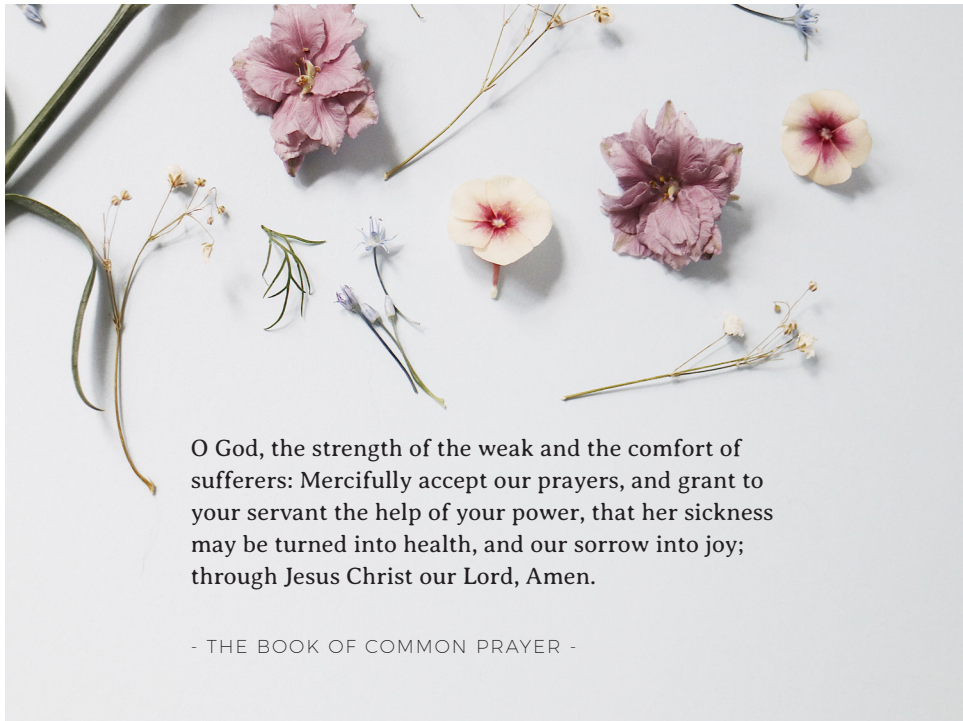 O God, the strength of the weak and the comfort of
sufferers: Mercifully accept our prayers, and grant to
your servant the help of your power, that her sickness
may be turned into health, and our sorrow into joy;
through Jesus Christ our Lord, Amen.
- THE BOOK OF COMMON PRAYER -